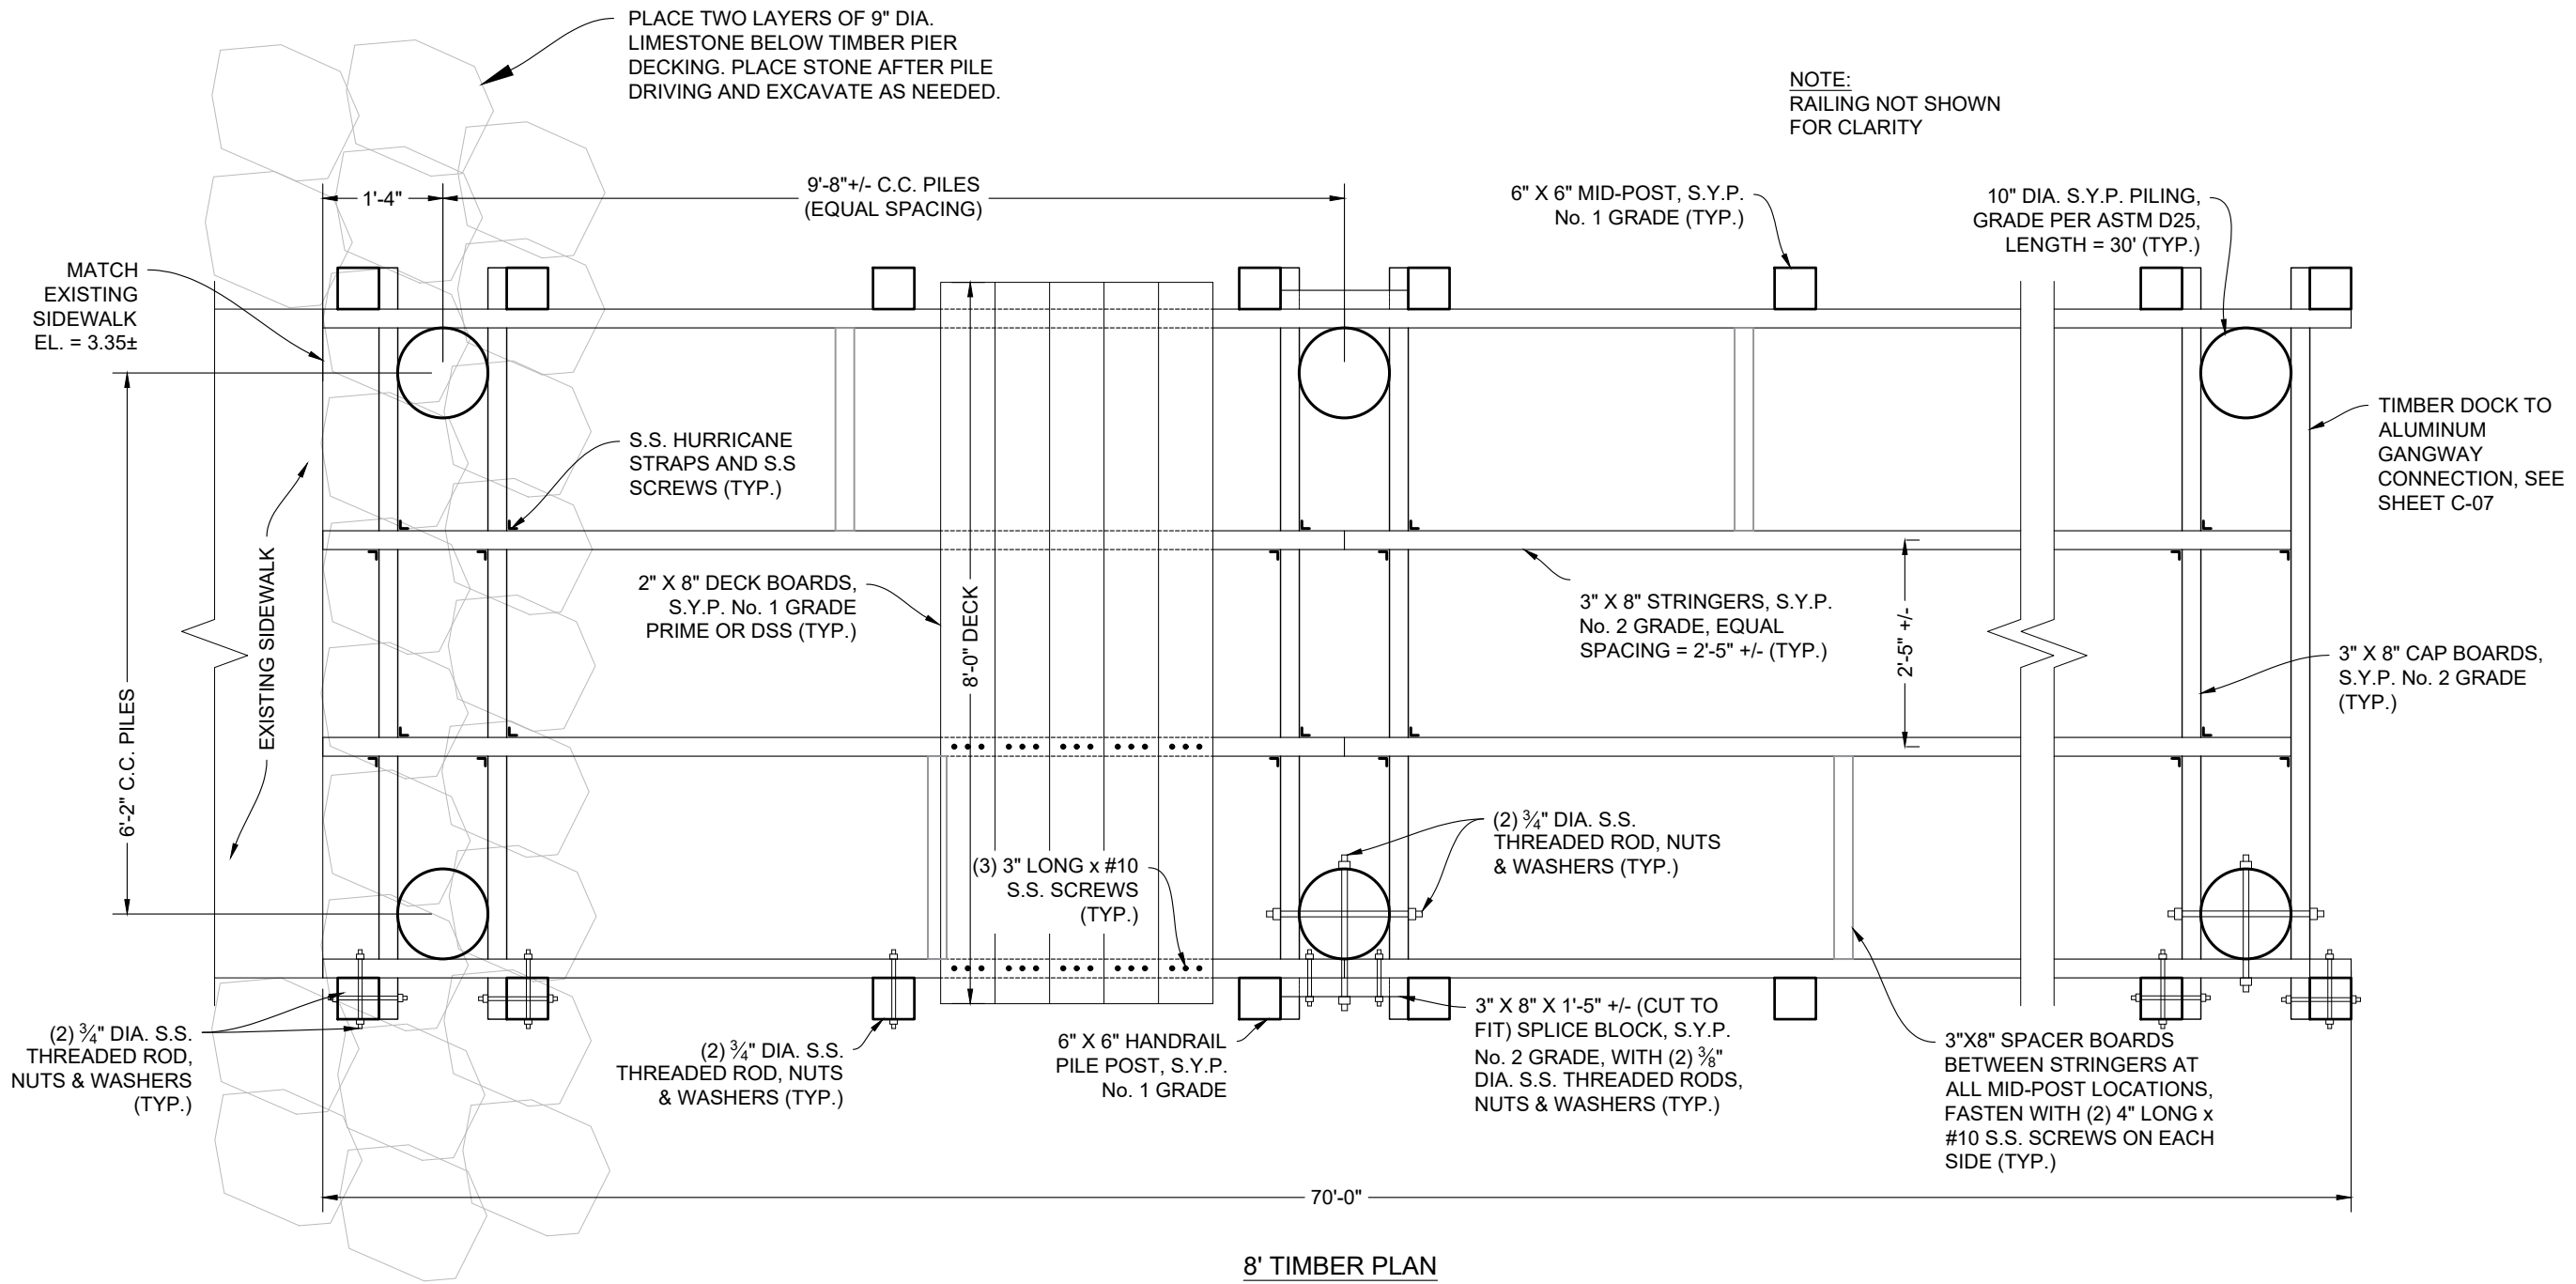 PLACE TWO LAYERS OF 9" DIA.
LIMESTONE BELOW TIMBER PIER
DECKING. PLACE STONE AFTER PILE
DRIVING AND EXCAVATE AS NEEDED.
NOTE:
RAILING NOT SHOWN
FOR CLARITY
1'-4"
9'-8"+/- C.C. PILES
(EQUAL SPACING)
6" X 6" MID-POST, S.Y.P.
No. 1 GRADE (TYP.)
10" DIA. S.Y.P. PILING,
GRADE PER ASTM D25,
LENGTH = 30' (TYP.)
MATCH
EXISTING
SIDEWALK
EL. = 3.35±
S.S. HURRICANE
STRAPS AND S.S
SCREWS (TYP.)
TIMBER DOCK TO
ALUMINUM
GANGWAY
CONNECTION, SEE
SHEET C-07
EXISTING SIDEWALK
6'-2" C.C. PILES
2" X 8" DECK BOARDS,
S.Y.P. No. 1 GRADE
PRIME OR DSS (TYP.)
8'-0" DECK
3" X 8" STRINGERS, S.Y.P.
No. 2 GRADE, EQUAL
SPACING = 2'-5" +/- (TYP.)
2'-5" +/-
3" X 8" CAP BOARDS,
S.Y.P. No. 2 GRADE
(TYP.)
(3) 3" LONG x #10
S.S. SCREWS
(TYP.)
(2) ¾" DIA. S.S.
THREADED ROD, NUTS
& WASHERS (TYP.)
(2) ¾" DIA. S.S.
THREADED ROD,
NUTS & WASHERS
(TYP.)
(2) ¾" DIA. S.S.
THREADED ROD, NUTS
& WASHERS (TYP.)
6" X 6" HANDRAIL
PILE POST, S.Y.P.
No. 1 GRADE
3" X 8" X 1'-5" +/- (CUT TO
FIT) SPLICE BLOCK, S.Y.P.
No. 2 GRADE, WITH (2) ⅜"
DIA. S.S. THREADED RODS,
NUTS & WASHERS (TYP.)
3"X8" SPACER BOARDS
BETWEEN STRINGERS AT
ALL MID-POST LOCATIONS,
FASTEN WITH (2) 4" LONG x
#10 S.S. SCREWS ON EACH
SIDE (TYP.)
70'-0"
8' TIMBER PLAN